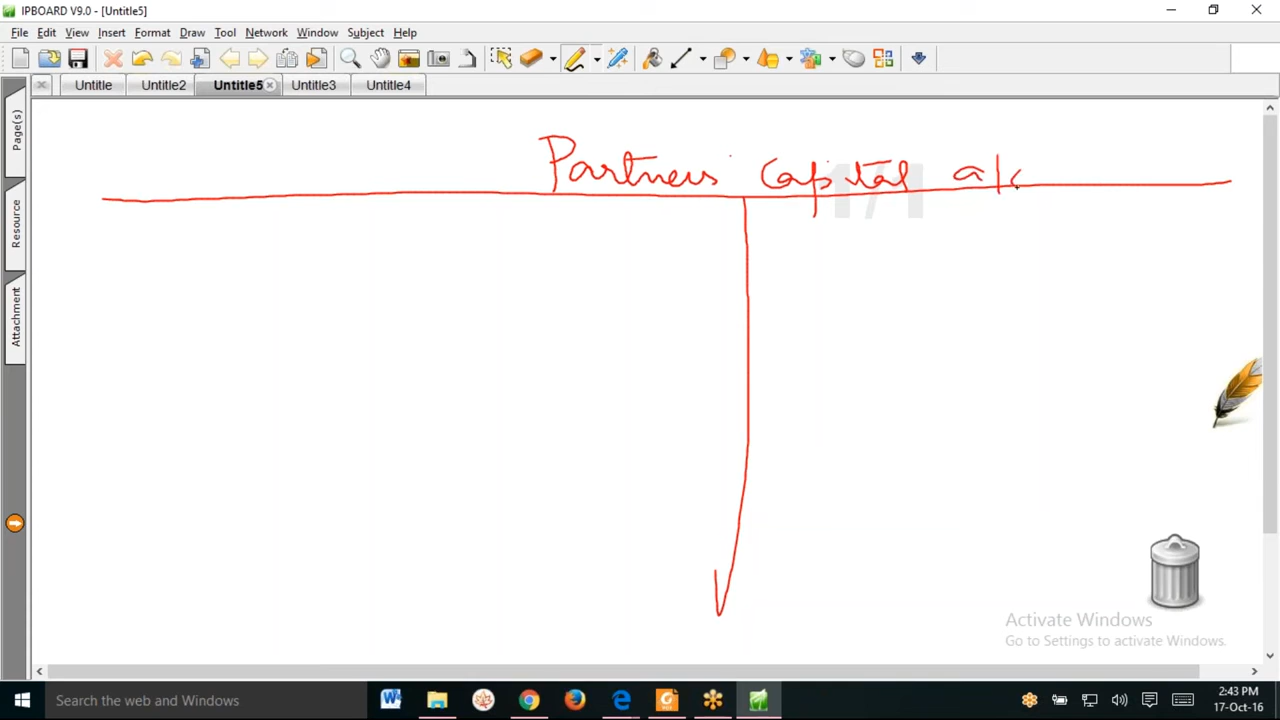 IPBOARD V9.0 - [Untitle5]
File Edit View Insert Format Draw Tool Network Window Subject Help
Untitle Untitle2 Untitle5 Untitle3 Untitle4
Page(s)
Resource
Attachment
Partners Capital a/c
1/1
Activate Windows
Go to Settings to activate Windows.
Search the web and Windows
2:43 PM
17-Oct-16